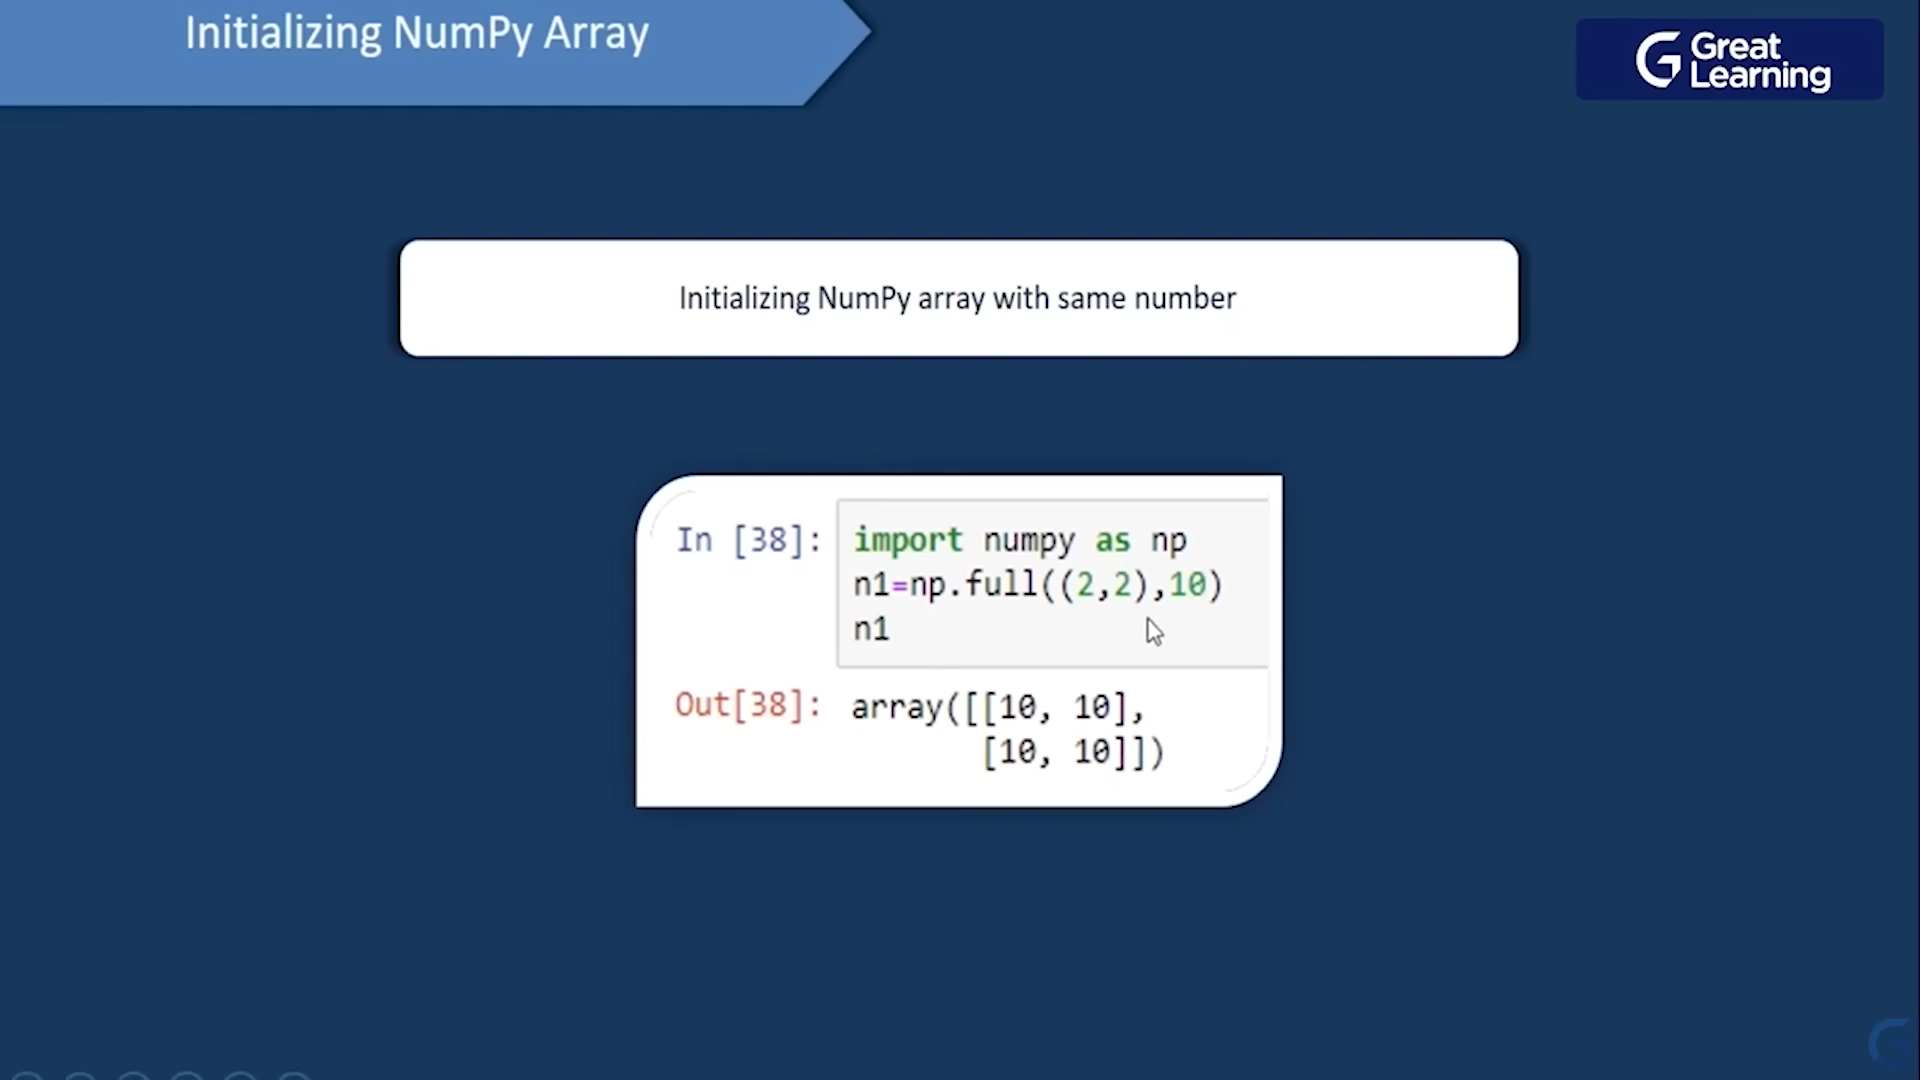 Initializing NumPy Array
Great
Learning
Initializing NumPy array with same number
In [38]: import numpy as np
n1=np.full((2,2),10)
n1
Out[38]: array([[10, 10],
[10, 10]])